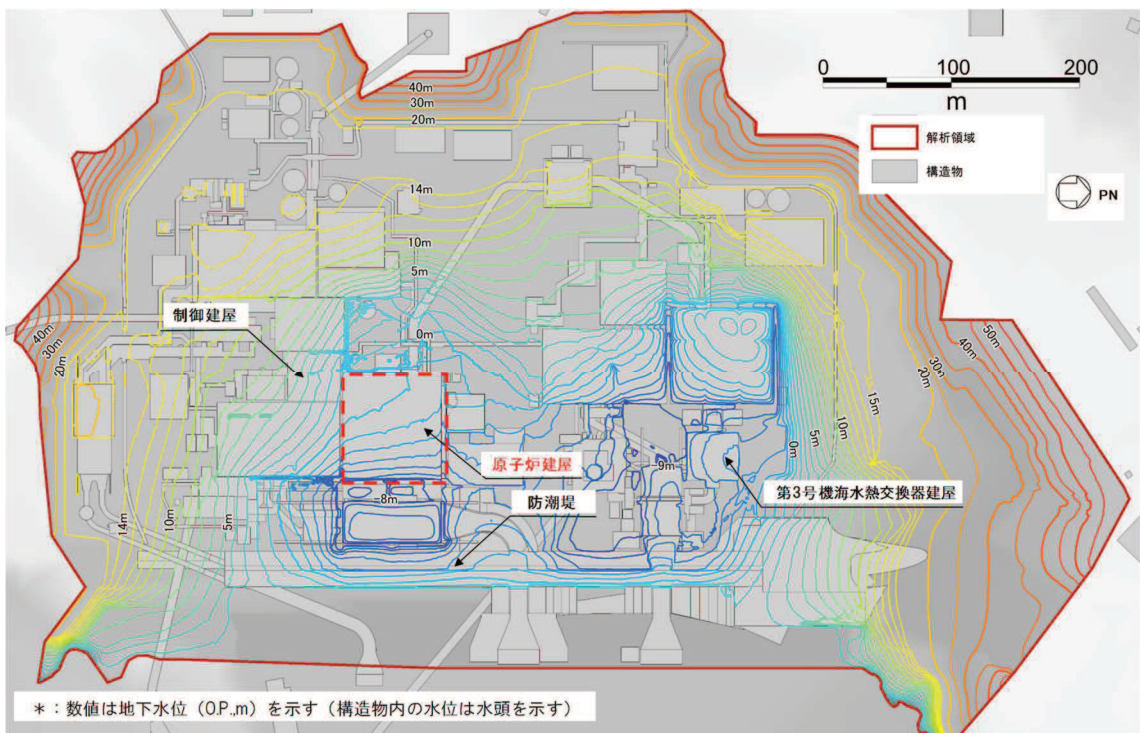 0 100 200
m
解析領域
構造物
PN
40m
30m
20m
14m
10m
5m
0m
制御建屋
40m
30m
20m
50m
40m
30m
20m
15m
10m
5m
0m
原子炉建屋
-9m
第3号機海水熱交換器建屋
-8m
防潮堤
14m
10m
5m
*：数値は地下水位（O.P.,m）を示す（構造物内の水位は水頭を示す）